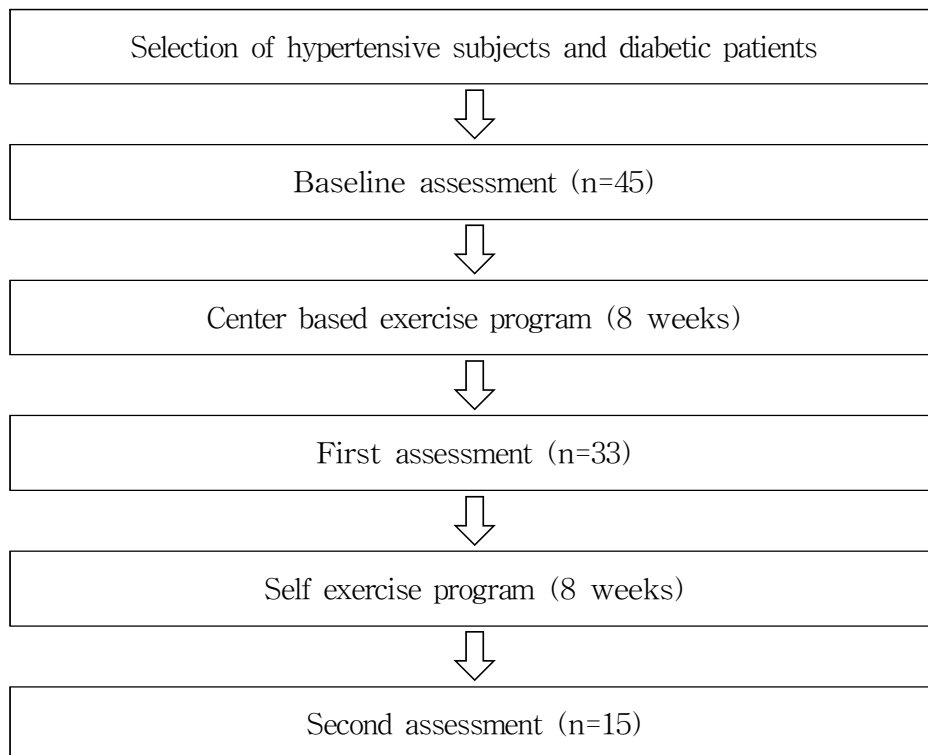 Selection of hypertensive subjects and diabetic patients
Baseline assessment (n=45)
Center based exercise program (8 weeks)
First assessment (n=33)
Self exercise program (8 weeks)
Second assessment (n=15)